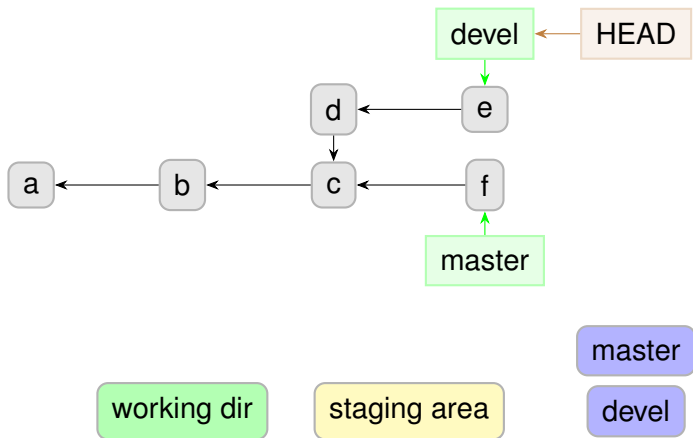 devel
HEAD
d
e
a
b
c
f
master
master
working dir
staging area
devel